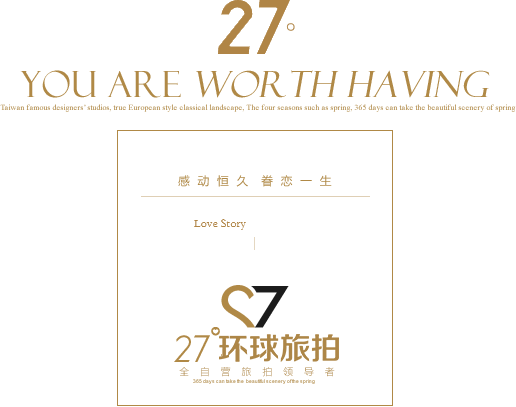 27°
YOU ARE WORTH HAVING
Taiwan famous designers' studios, true European style classical landscape, The four seasons such as spring, 365 days can take the beautiful scenery of spring
感动恒久 眷恋一生
Love Story
27
27°环球旅拍
全自营旅拍领导者
365 days can take the beautiful scenery of the spring